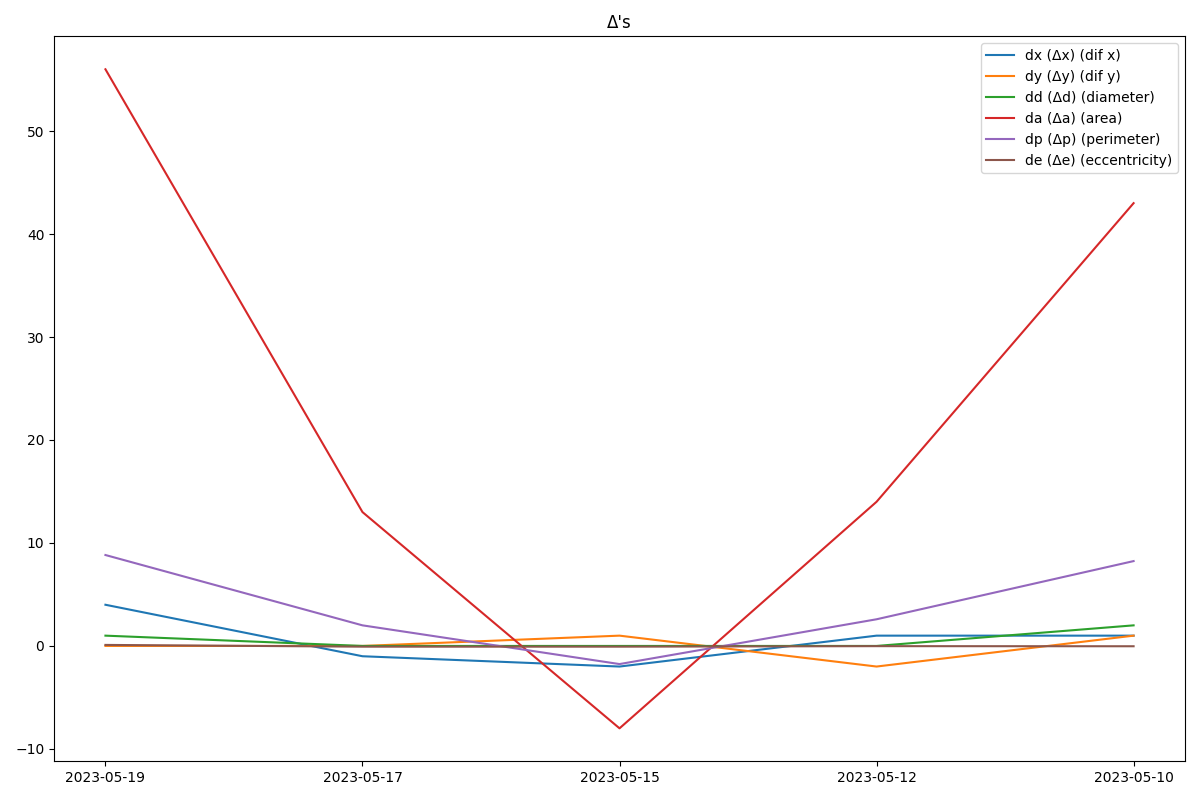 Δ's
dx (Δx) (dif x)
dy (Δy) (dif y)
dd (Δd) (diameter)
da (Δa) (area)
dp (Δp) (perimeter)
de (Δe) (eccentricity)
50
40
30
20
10
0
−10
2023-05-19 2023-05-17 2023-05-15 2023-05-12 2023-05-10